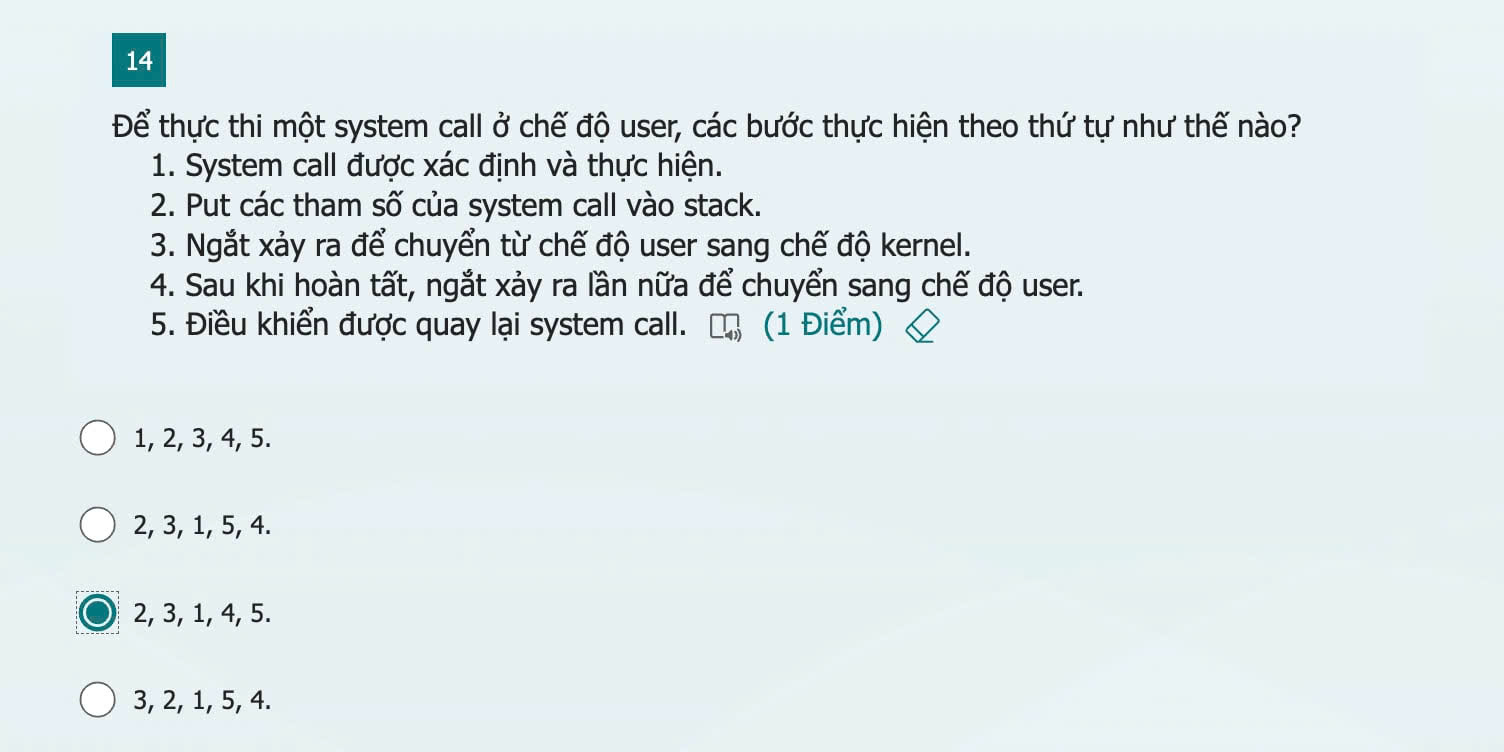 14
Để thực thi một system call ở chế độ user, các bước thực hiện theo thứ tự như thế nào?
1. System call được xác định và thực hiện.
2. Put các tham số của system call vào stack.
3. Ngắt xảy ra để chuyển từ chế độ user sang chế độ kernel.
4. Sau khi hoàn tất, ngắt xảy ra lần nữa để chuyển sang chế độ user.
5. Điều khiển được quay lại system call. (1 Điểm)
1, 2, 3, 4, 5.
2, 3, 1, 5, 4.
2, 3, 1, 4, 5.
3, 2, 1, 5, 4.